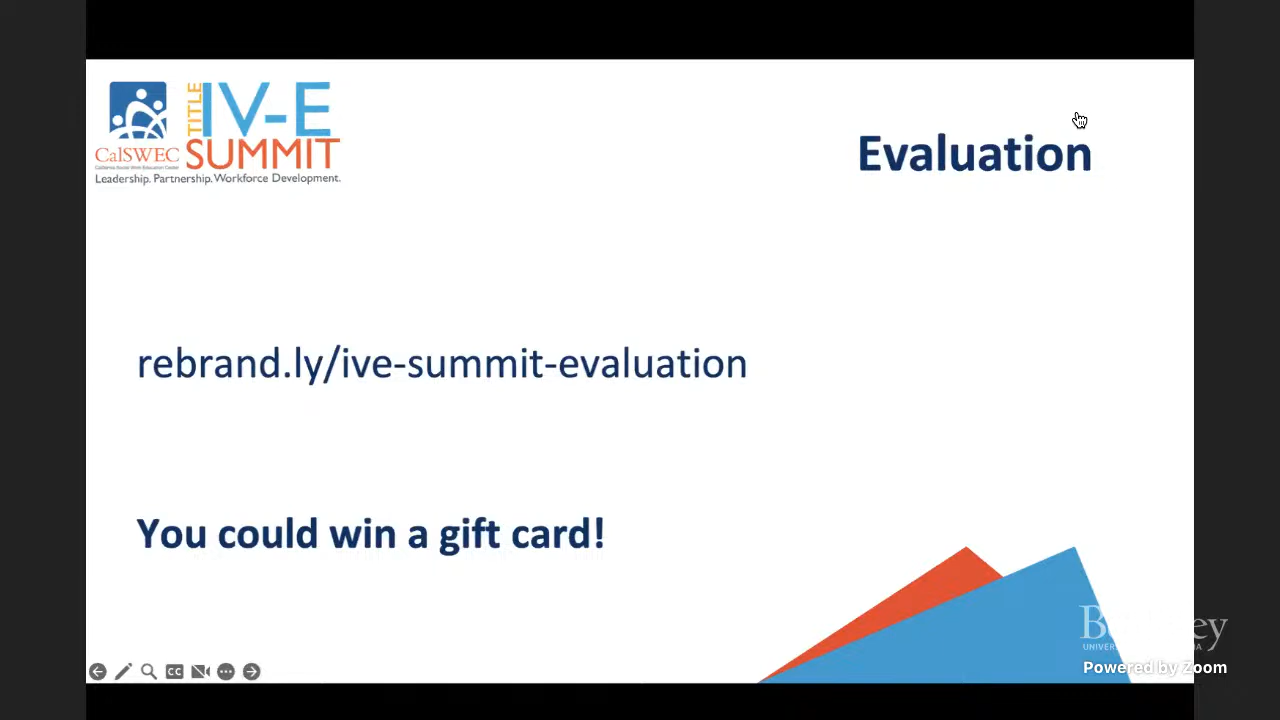 TITLE IV-E
SUMMIT
CalSWEC
Leadership. Partnership. Workforce Development.
Evaluation
rebrand.ly/ive-summit-evaluation
You could win a gift card!
CC
Powered by Zoom